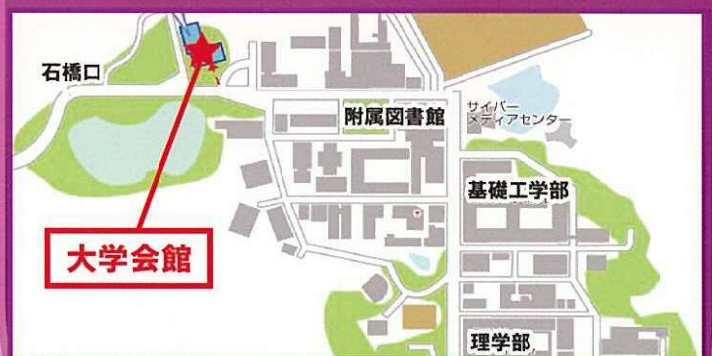 石橋口
附属図書館
サイバー
メディアセンター
基礎工学部
大学会館
理学部